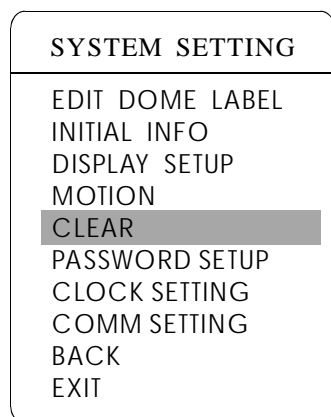 SYSTEM SETTING
EDIT DOME LABEL
INITIAL INFO
DISPLAY SETUP
MOTION
CLEAR
PASSWORD SETUP
CLOCK SETTING
COMM SETTING
BACK
EXIT